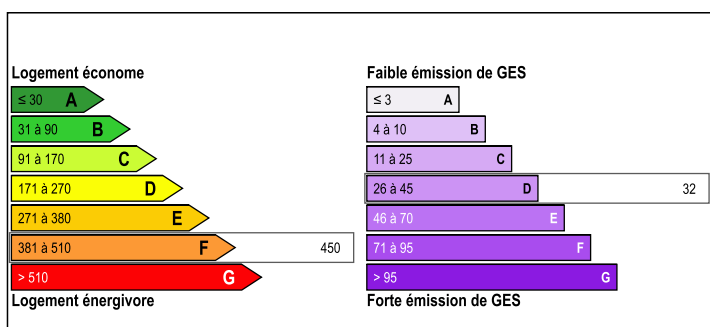 Logement économe
≤ 30 A
31 à 90 B
91 à 170 C
171 à 270 D
271 à 380 E
381 à 510 F 450
> 510 G
Logement énergivore
Faible émission de GES
≤ 3 A
4 à 10 B
11 à 25 C
26 à 45 D 32
46 à 70 E
71 à 95 F
> 95 G
Forte émission de GES